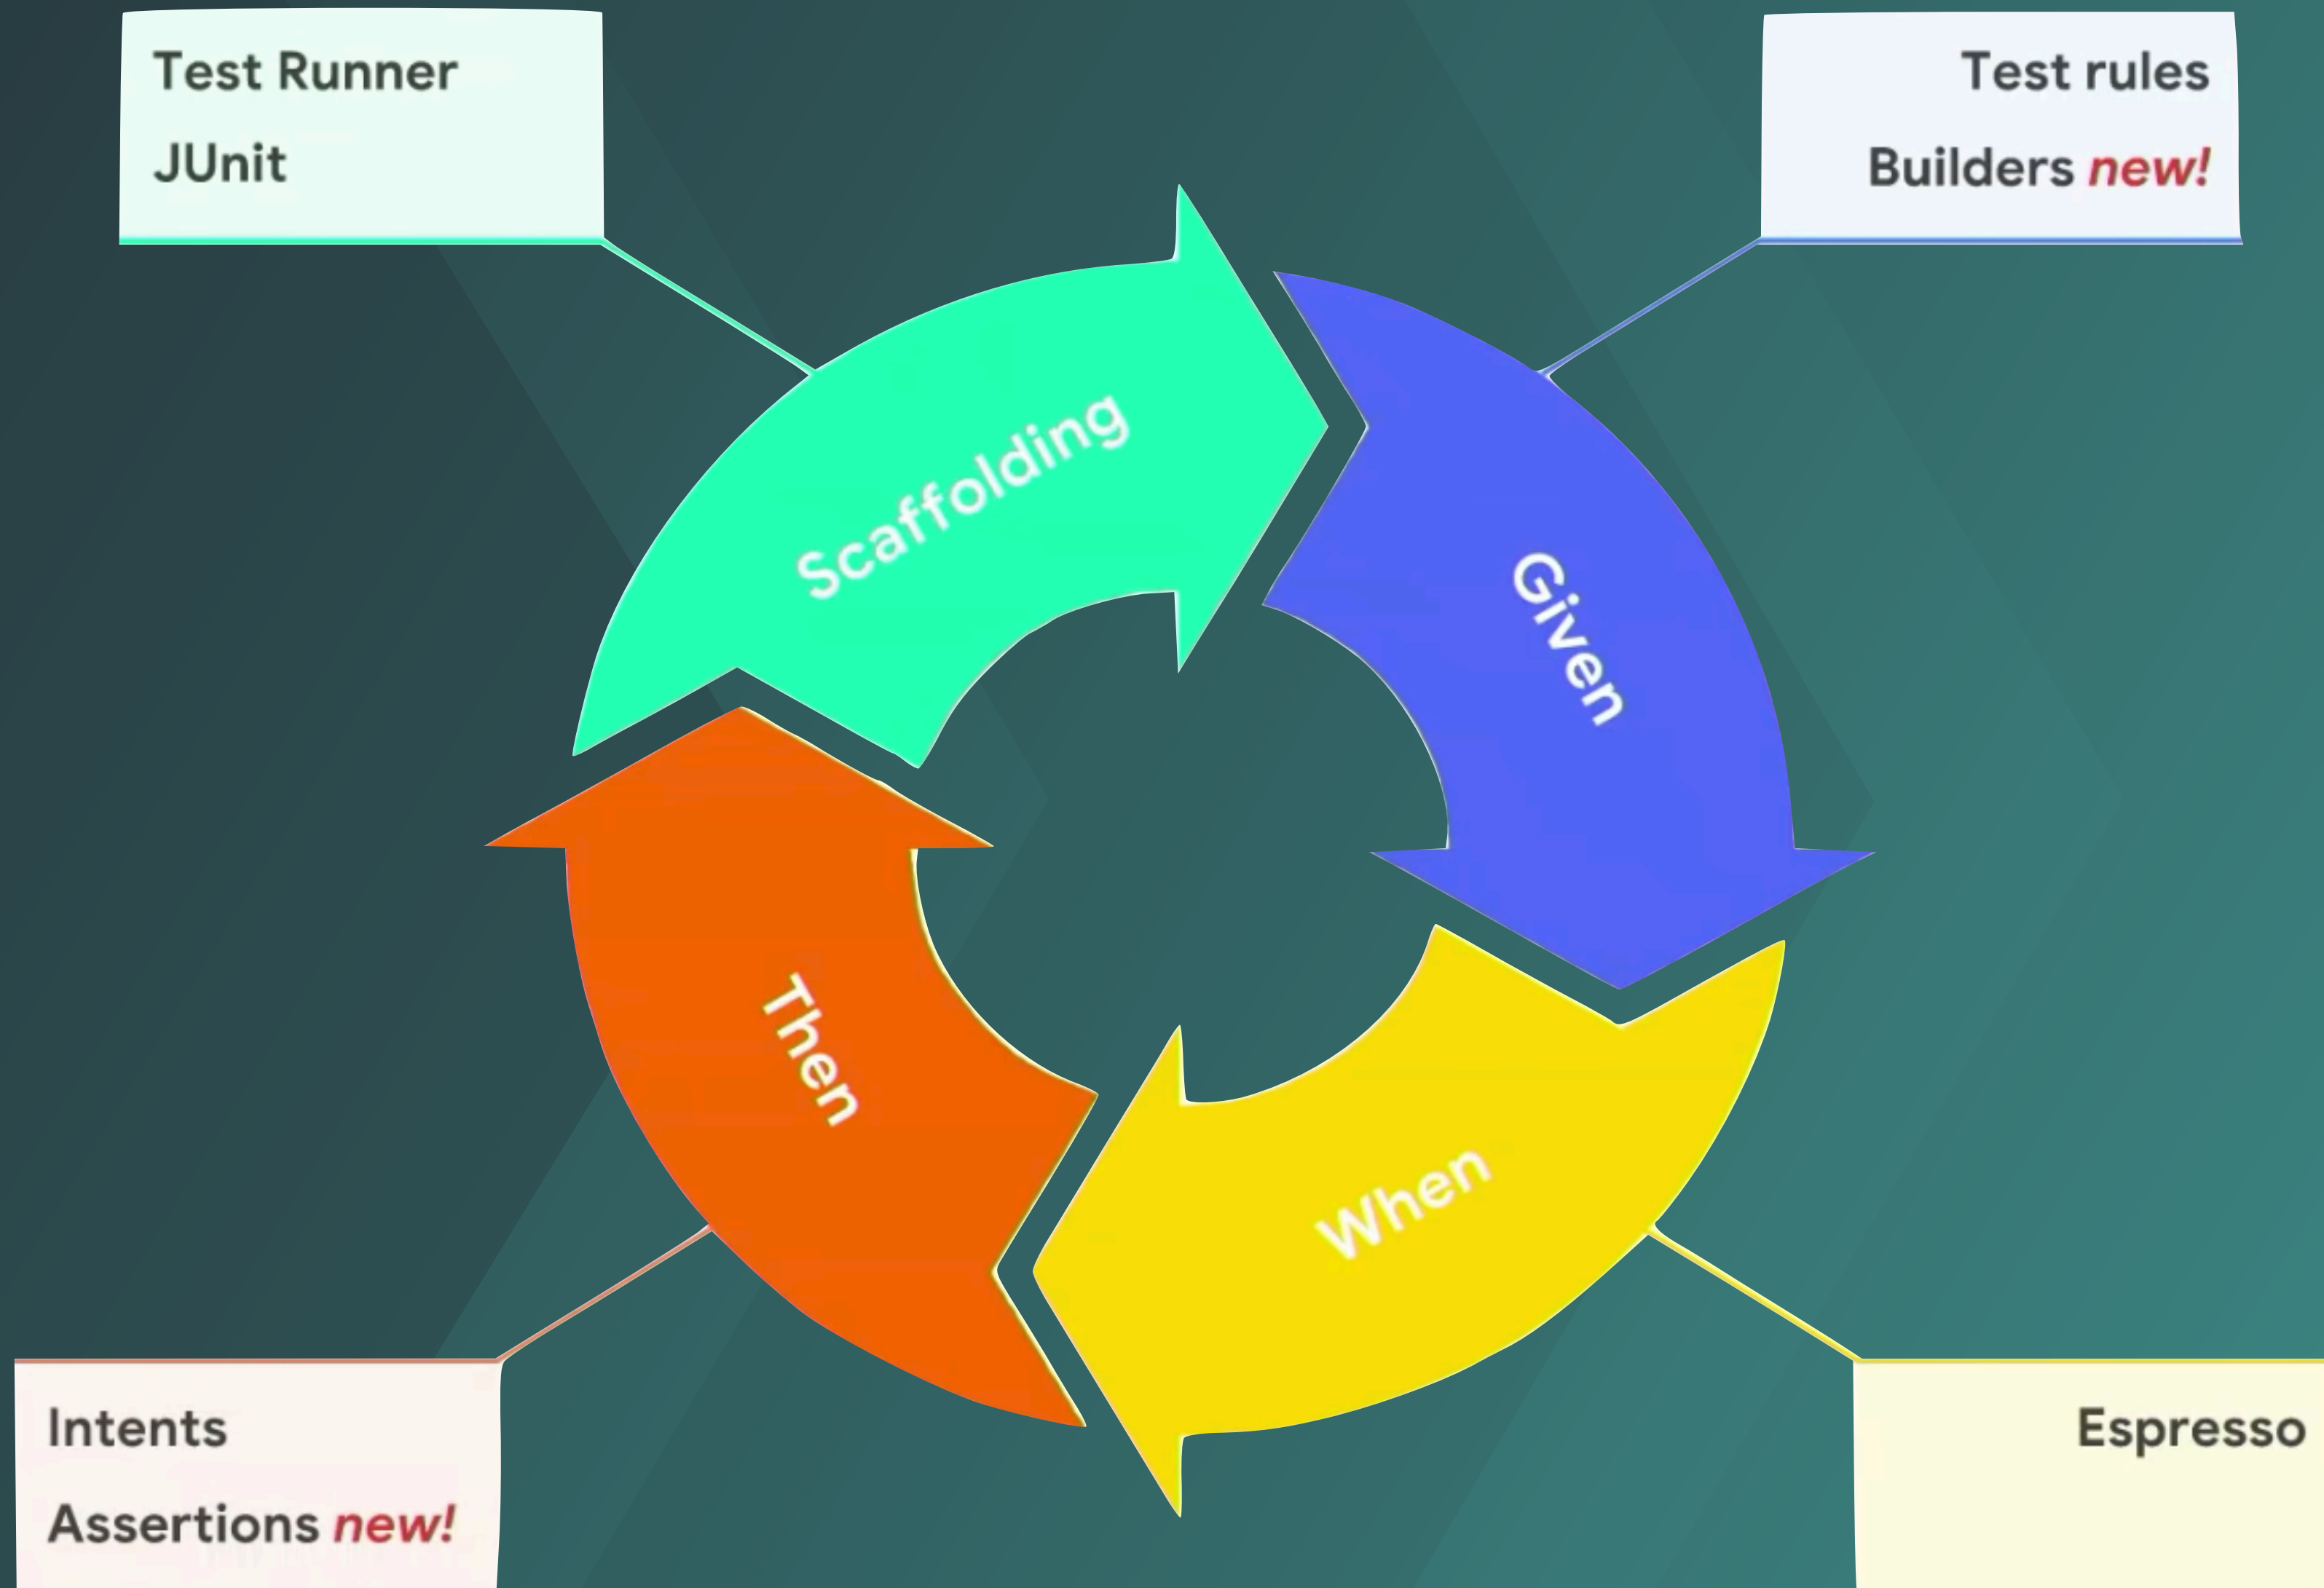 Test Runner
JUnit
Test rules
Builders new!
Scaffolding
Given
Then
When
Intents
Assertions new!
Espresso